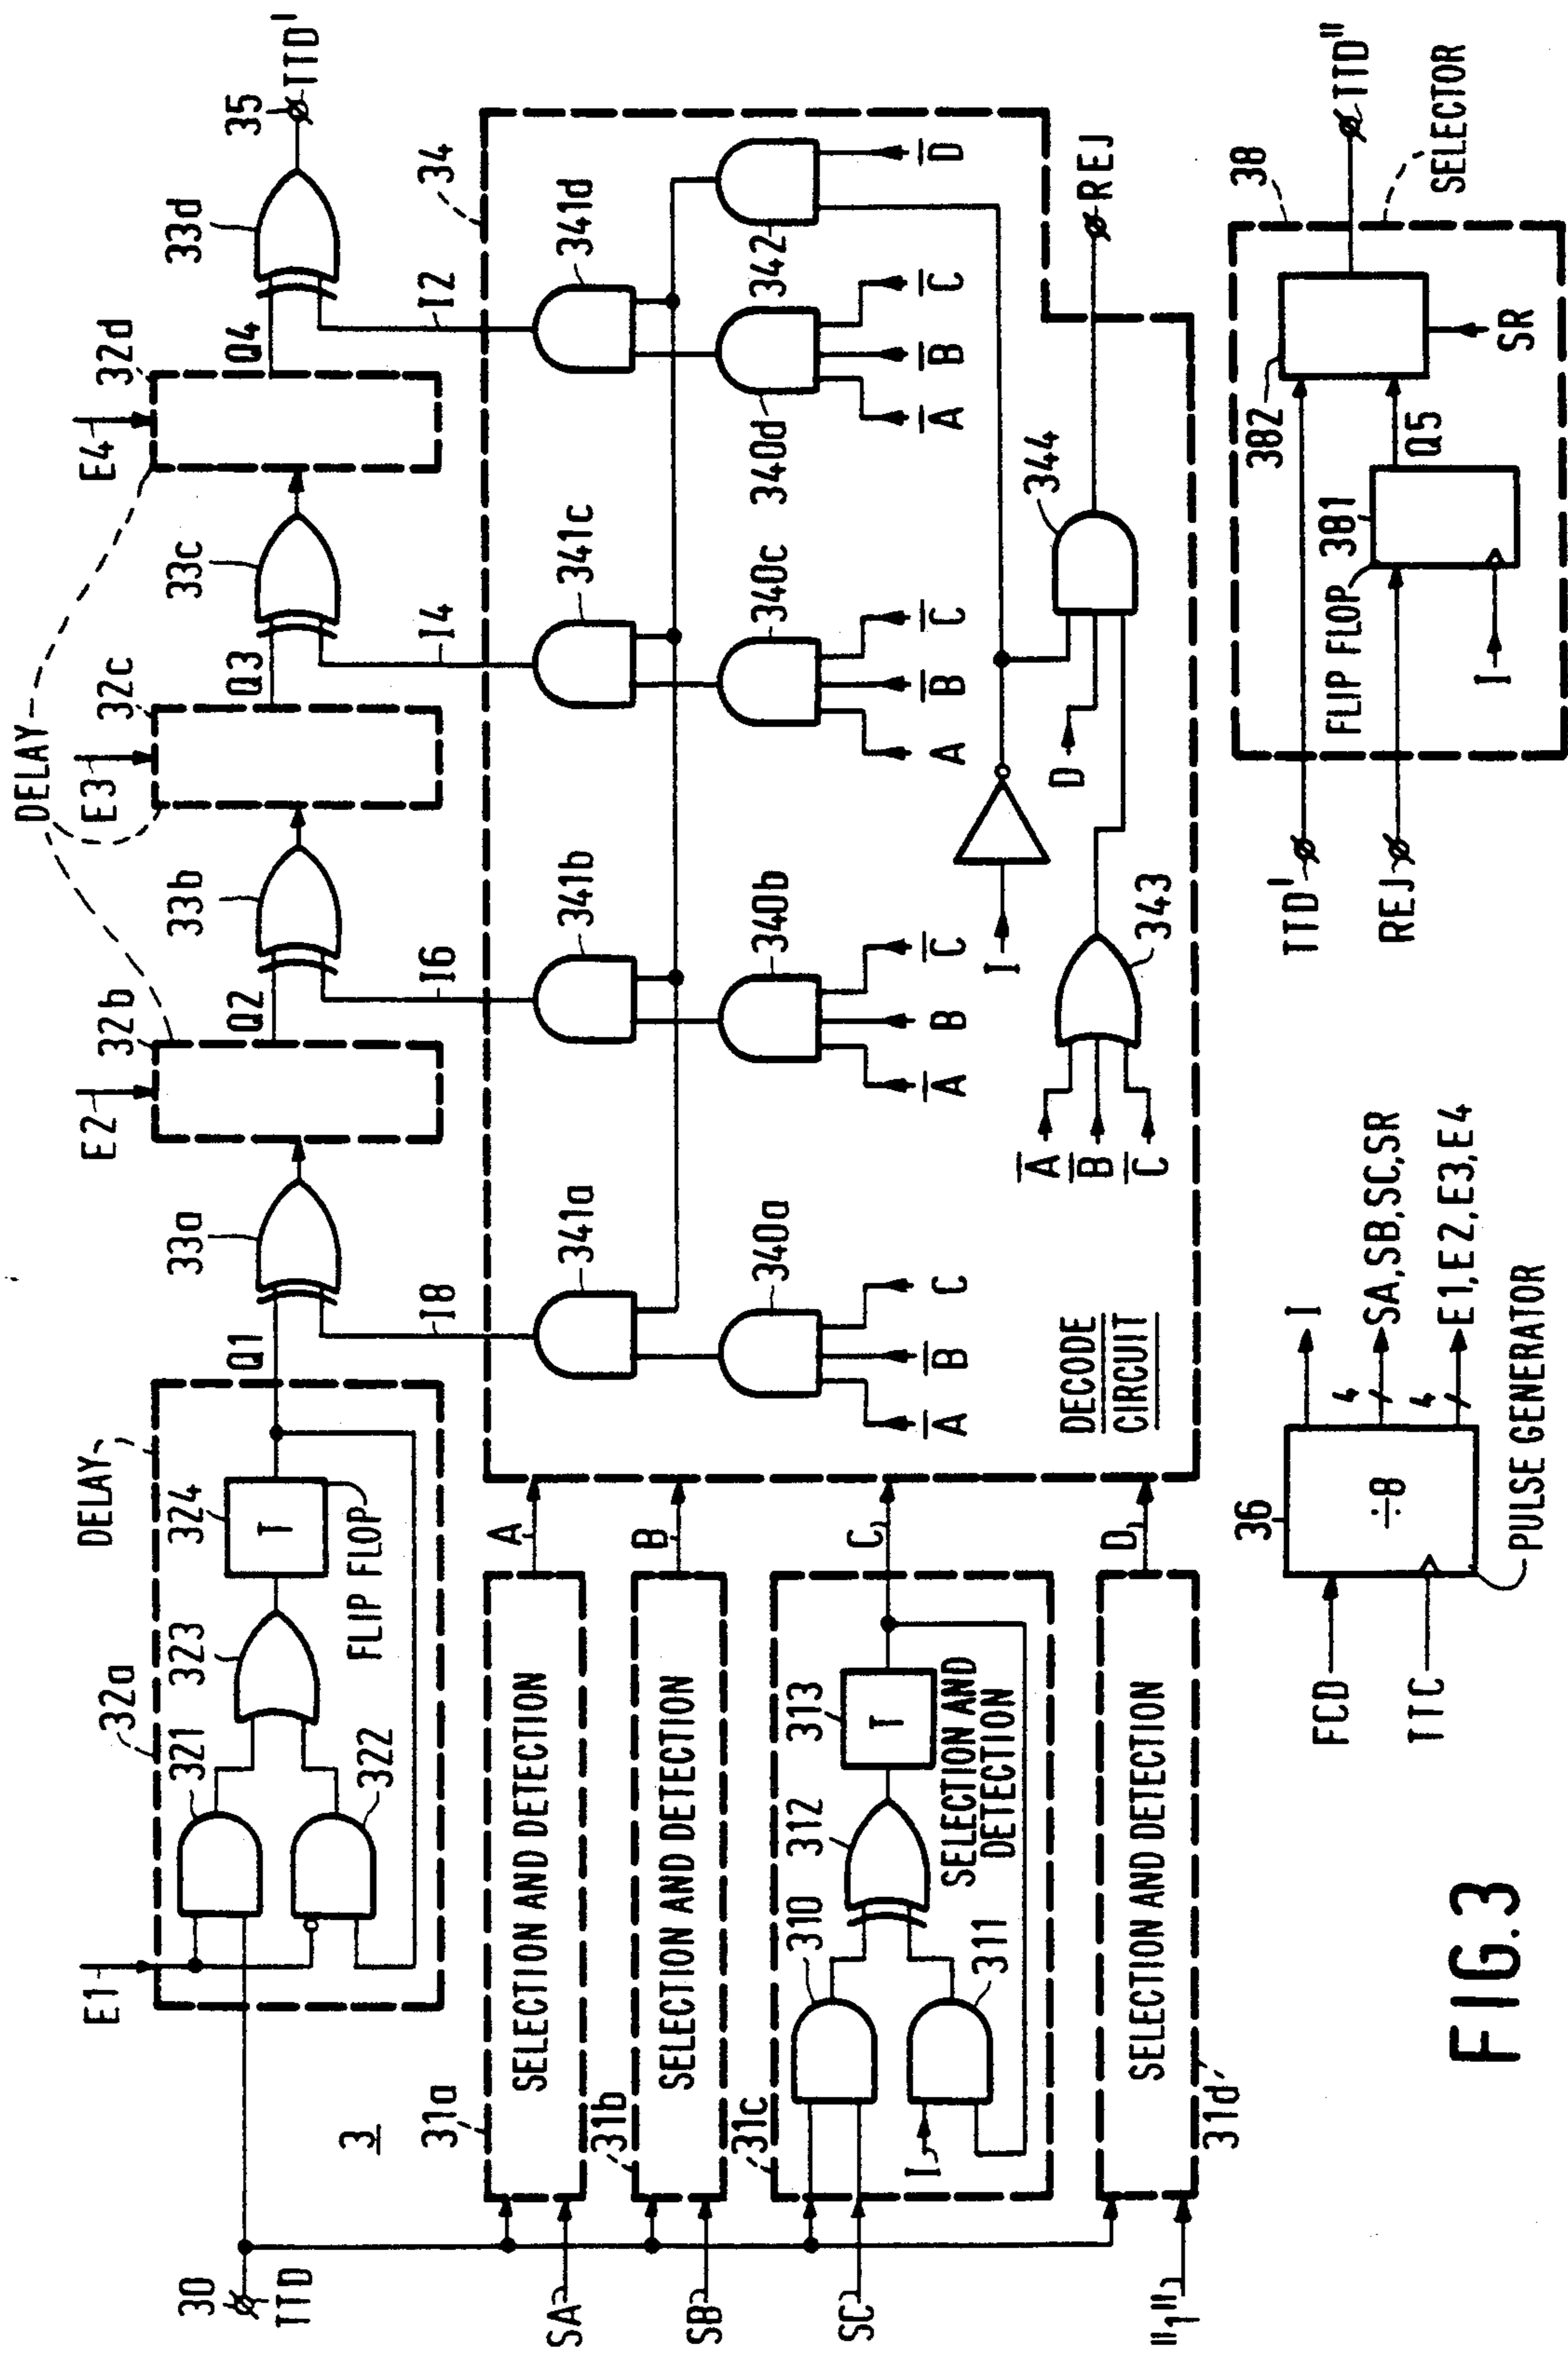 30
TTD
E1
DELAY
32a
321
322
323
324
T
FLIP FLOP
Q1
33a
I8
E2
32b
Q2
33b
I6
DELAY
E3
32c
Q3
33c
I4
E4
32d
Q4
33d
I2
35
TTD'
3
31a
SELECTION AND DETECTION
SA
A
31b
SELECTION AND DETECTION
SB
B
31c
310
311
I
312
313
T
SELECTION AND
DETECTION
SC
C
31d'
SELECTION AND DETECTION
"1"
D
34
341a
341b
341c
341d
340a
340b
340c
340d
342
A̅ B̅ C
A̅ B C̅
A B̅ C̅
A̅ B̅ C̅
D̅
I
D
A̅
B̅
C̅
343
344
REJ
DECODE
CIRCUIT
FIG.3
FCD
TTC
36
÷8
I
4
SA,SB,SC,SR
4
E1,E2,E3,E4
PULSE GENERATOR
TTD'
REJ
FLIP FLOP
381
I
Q5
382
SR
38
SELECTOR
TTD"